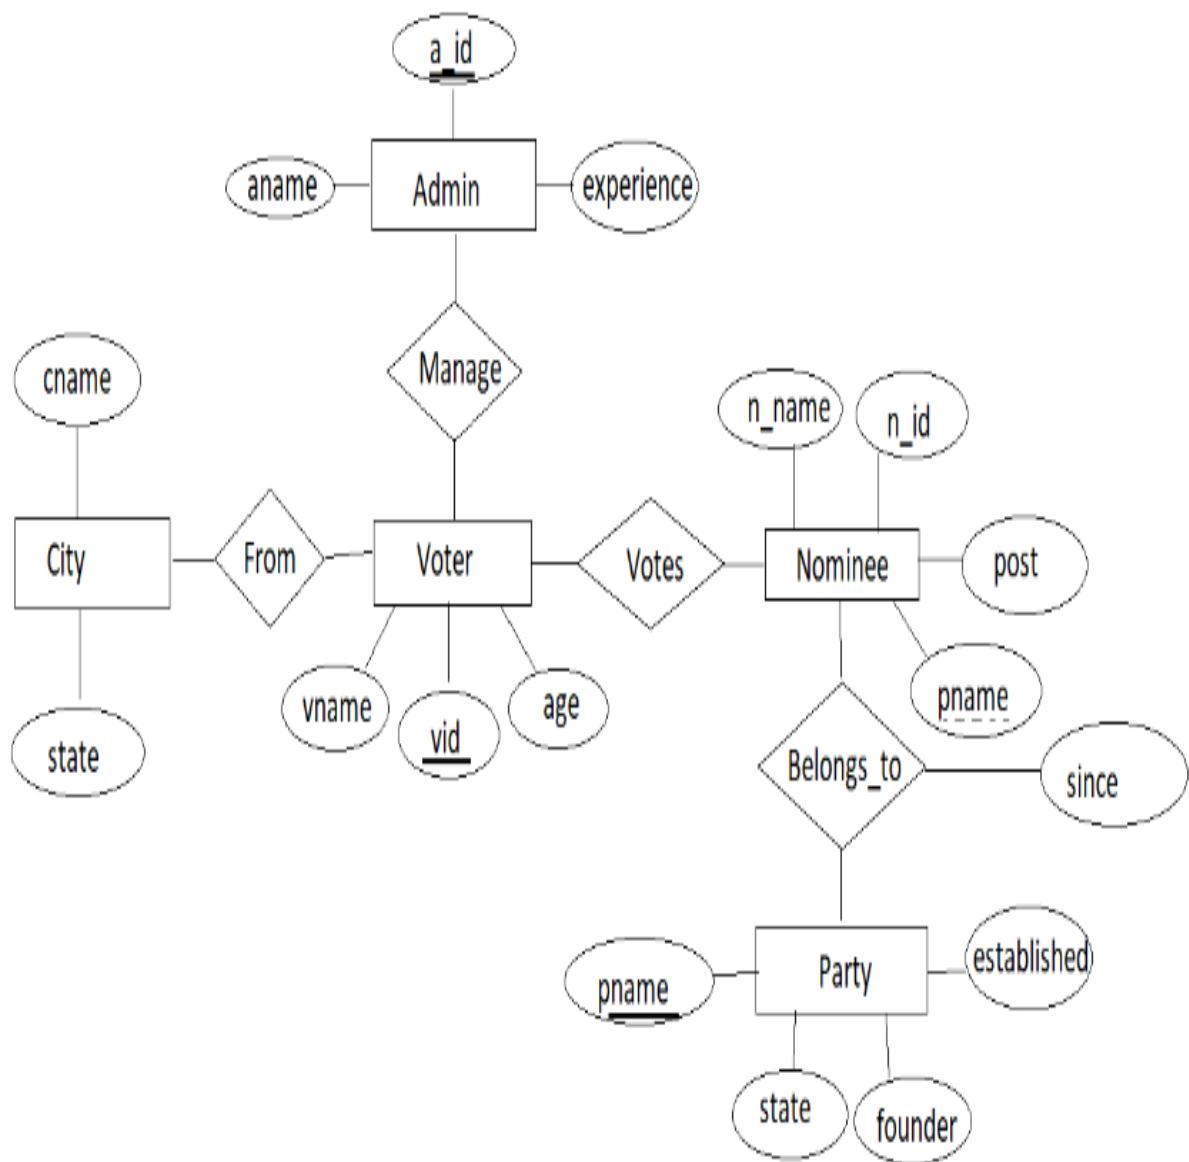 a_id
aname
Admin
experience
Manage
cname
n_name
n_id
City
From
Voter
Votes
Nominee
post
vname
vid
age
pname
state
Belongs_to
since
pname
Party
established
state
founder